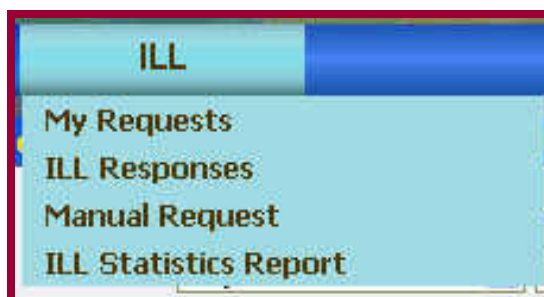 ILL
My Requests
ILL Responses
Manual Request
ILL Statistics Report